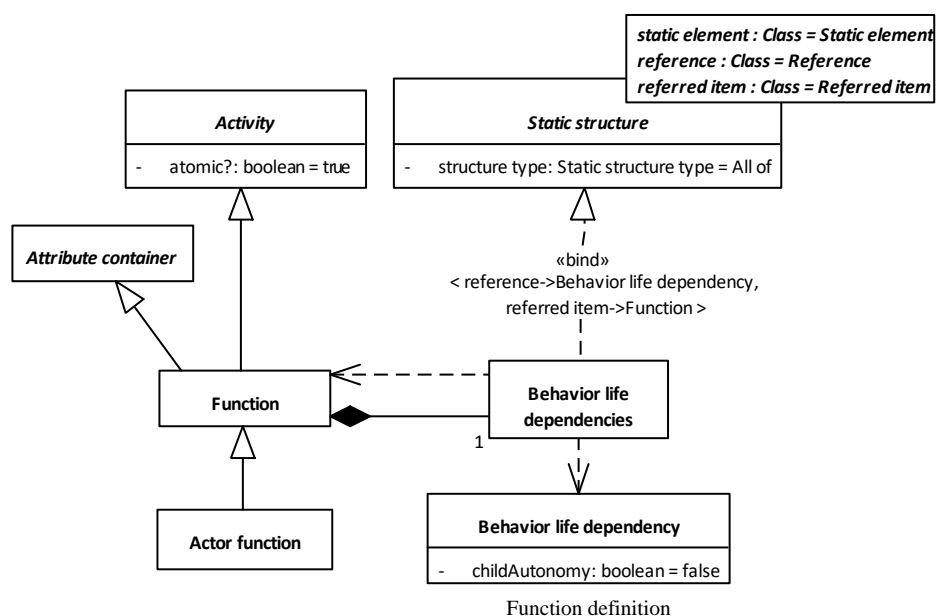 static element : Class = Static element
reference : Class = Reference
referred item : Class = Referred item
Activity
- atomic?: boolean = true
Static structure
- structure type: Static structure type = All of
Attribute container
«bind»
< reference->Behavior life dependency,
referred item->Function >
Function
Behavior life
dependencies
1
Actor function
Behavior life dependency
- childAutonomy: boolean = false
Function definition